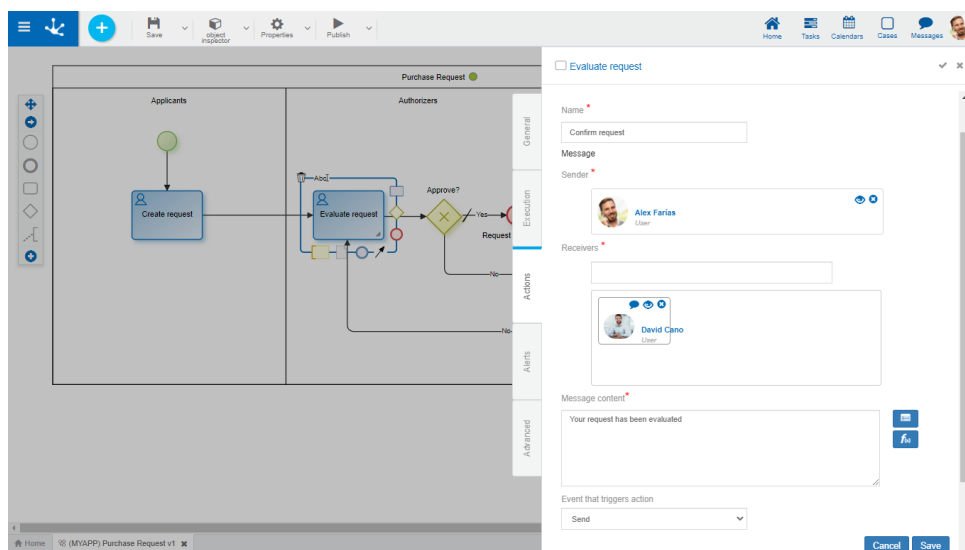 Save
object
inspector
Properties
Publish
Home
Tasks
Calendars
Cases
Messages
Purchase Request
Applicants
Authorizers
Create request
Abc
Evaluate request
Approve?
Yes
Request
No
No
General
Execution
Actions
Alerts
Advanced
Evaluate request
Name *
Confirm request
Message
Sender *
Alex Farías
User
Receivers *
David Cano
User
Message content*
Your request has been evaluated
f(x)
Event that triggers action
Send
Cancel
Save
Home
(MYAPP) Purchase Request v1